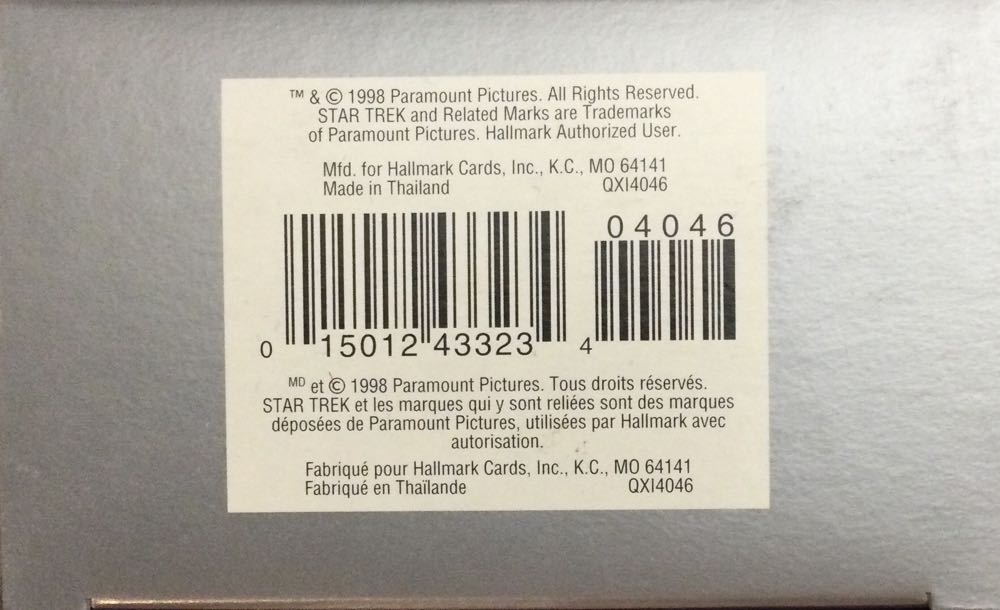 ™ & © 1998 Paramount Pictures. All Rights Reserved.
STAR TREK and Related Marks are Trademarks
of Paramount Pictures. Hallmark Authorized User.
Mfd. for Hallmark Cards, Inc., K.C., MO 64141
Made in Thailand QXI4046
04046
0 15012 43323 4
MD et © 1998 Paramount Pictures. Tous droits réservés.
STAR TREK et les marques qui y sont reliées sont des marques
déposées de Paramount Pictures, utilisées par Hallmark avec
autorisation.
Fabriqué pour Hallmark Cards, Inc., K.C., MO 64141
Fabriqué en Thaïlande QXI4046